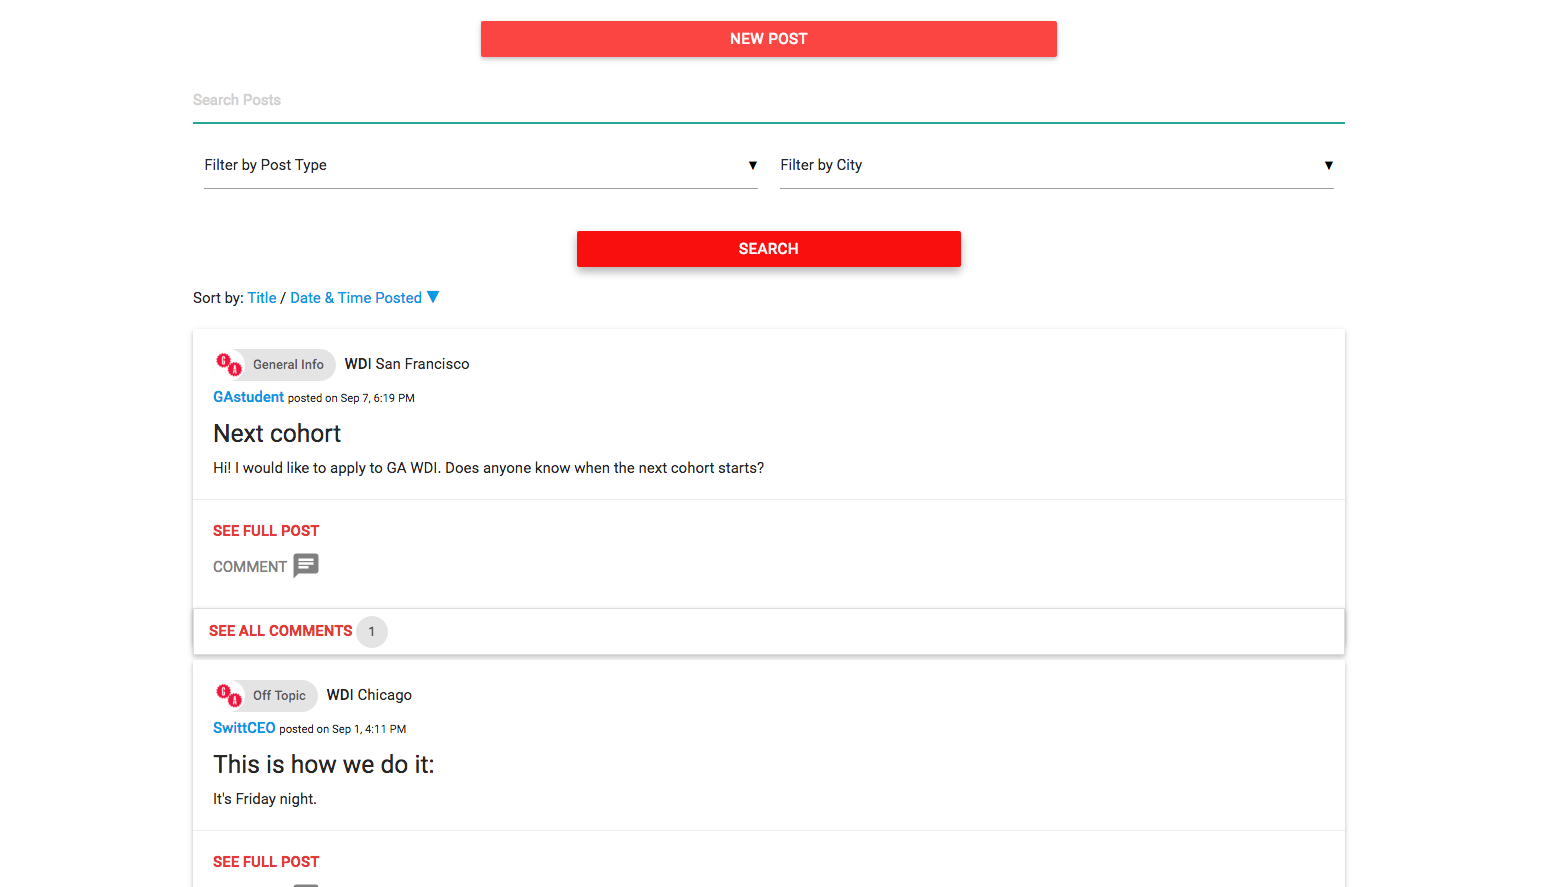 NEW POST
Search Posts
Filter by Post Type ▼ Filter by City ▼
SEARCH
Sort by: Title / Date & Time Posted ▼
G A General Info WDI San Francisco
GAstudent posted on Sep 7, 6:19 PM
Next cohort
Hi! I would like to apply to GA WDI. Does anyone know when the next cohort starts?
SEE FULL POST
COMMENT
SEE ALL COMMENTS 1
G A Off Topic WDI Chicago
SwittCEO posted on Sep 1, 4:11 PM
This is how we do it:
It's Friday night.
SEE FULL POST